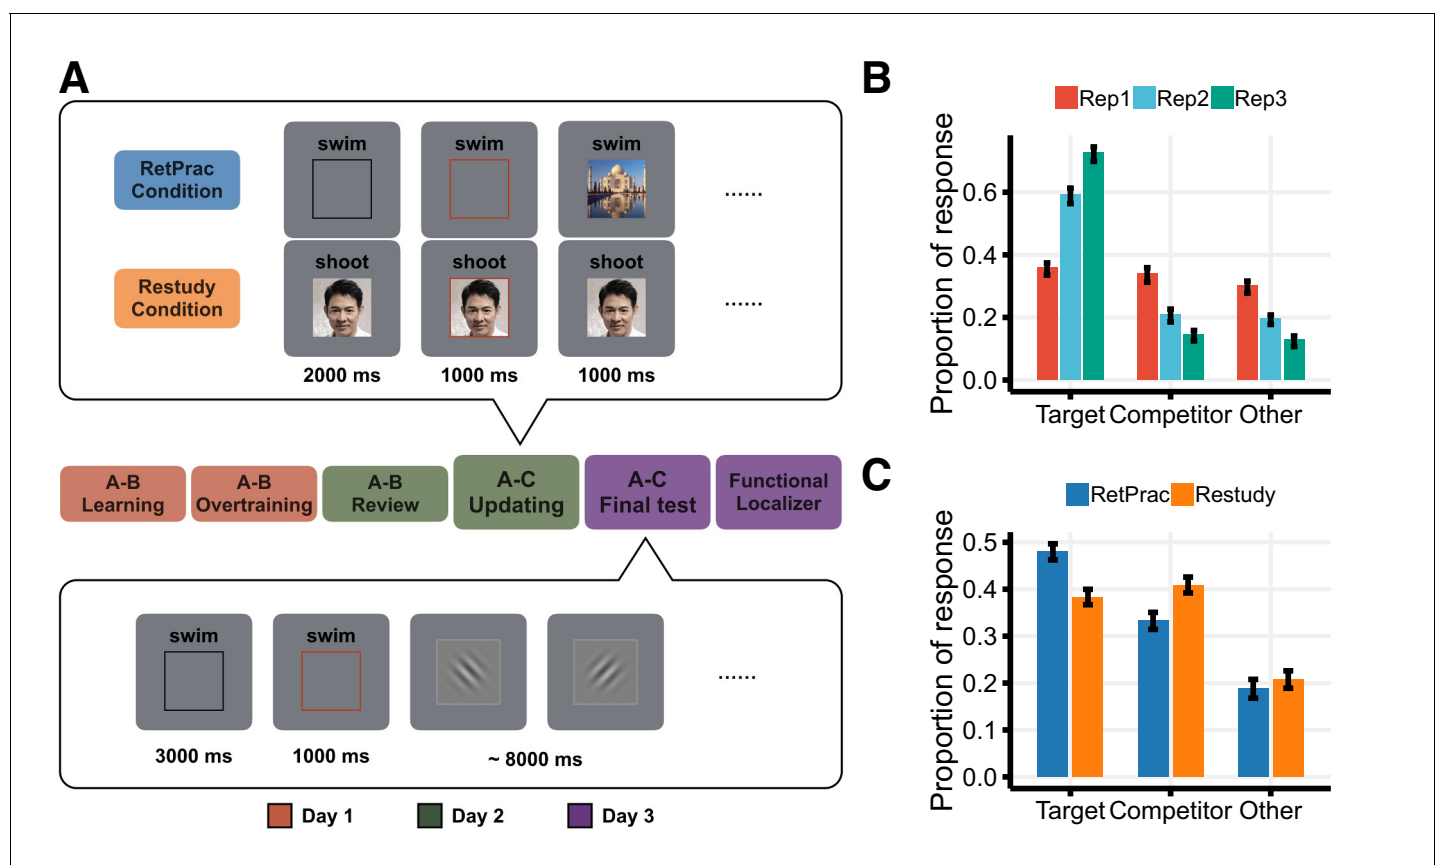 A
RetPrac
Condition
swim
swim
swim
......
Restudy
Condition
shoot
shoot
shoot
......
2000 ms
1000 ms
1000 ms
A-B
Learning
A-B
Overtraining
A-B
Review
A-C
Updating
A-C
Final test
Functional
Localizer
swim
swim
......
3000 ms
1000 ms
~ 8000 ms
Day 1
Day 2
Day 3
B
Rep1
Rep2
Rep3
Proportion of response
0.6
0.4
0.2
0.0
Target
Competitor
Other
C
RetPrac
Restudy
Proportion of response
0.5
0.4
0.3
0.2
0.1
0.0
Target
Competitor
Other